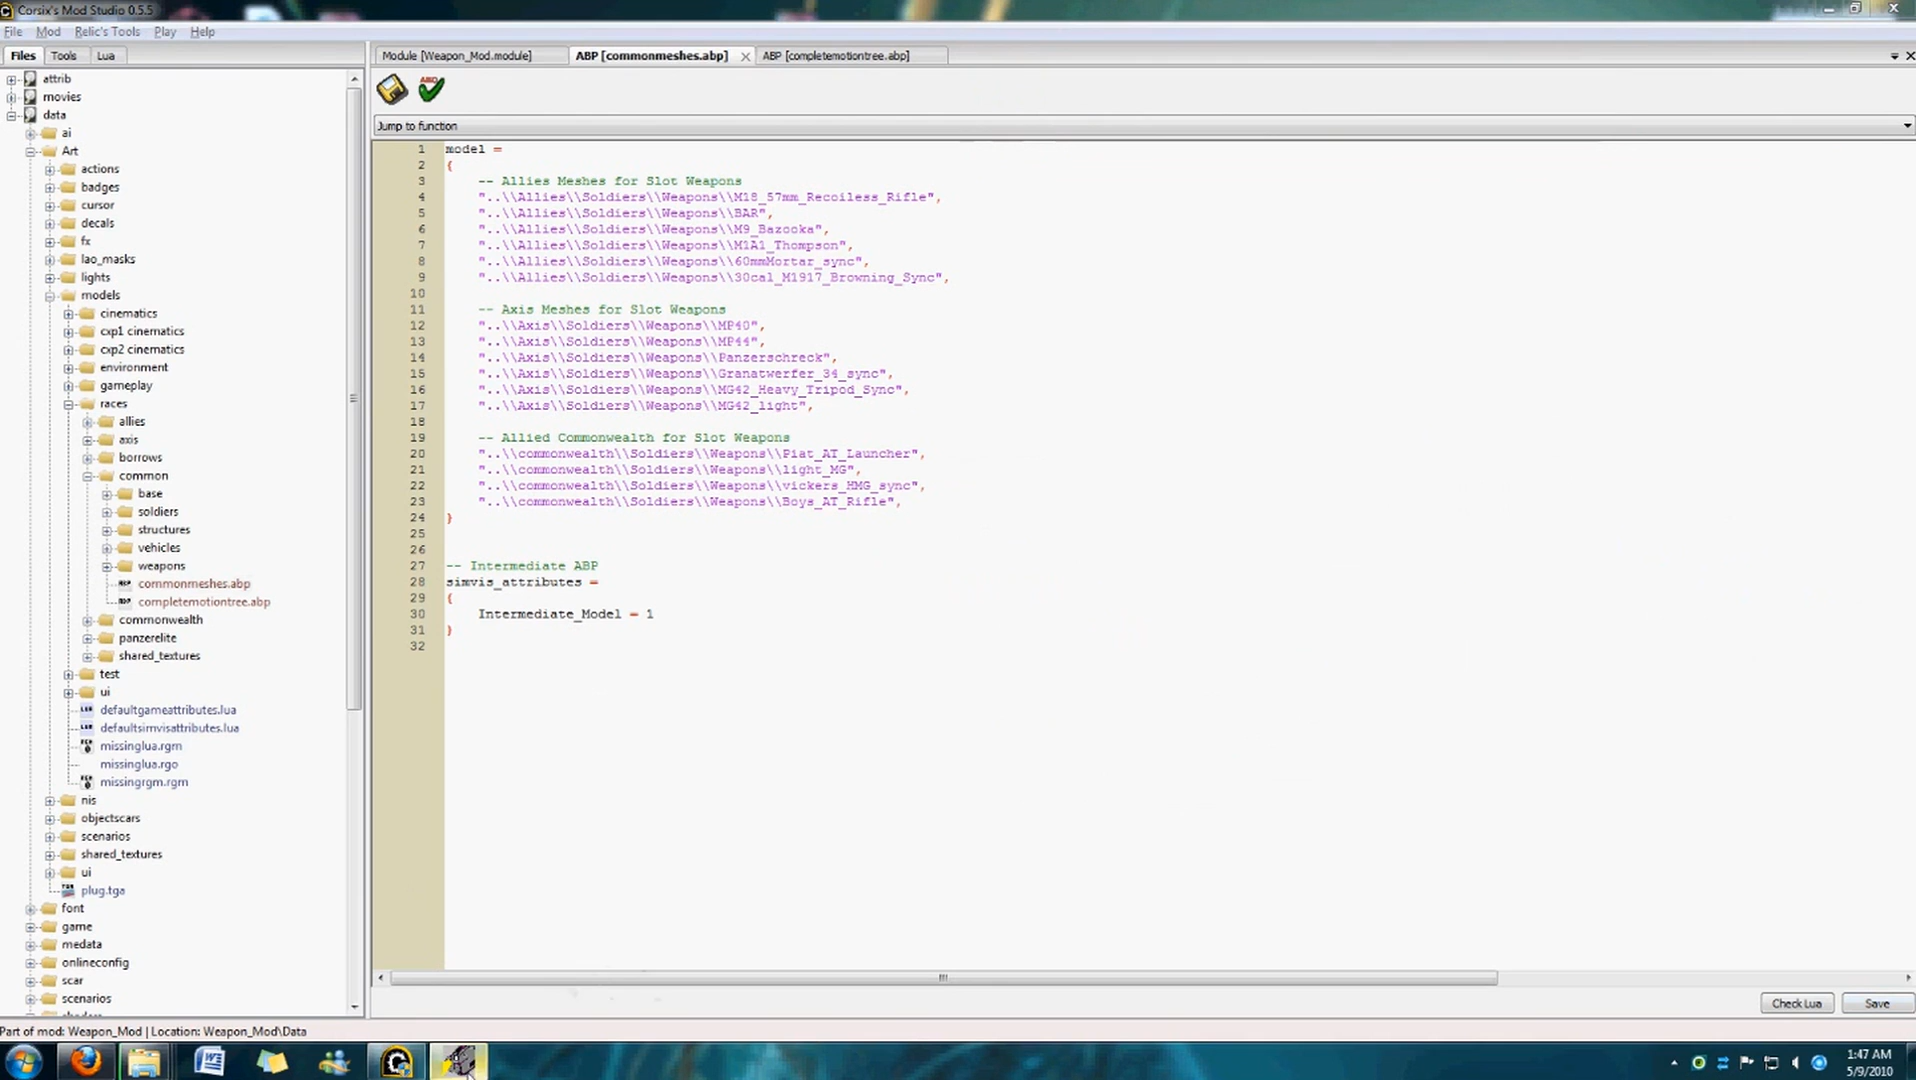 Corsix's Mod Studio 0.5.5
File Mod Relic's Tools Play Help
Files Tools Lua
Module [Weapon_Mod.module] ABP [commonmeshes.abp] ABP [completemotiontree.abp]
Jump to function
attrib
movies
data
ai
Art
actions
badges
cursor
decals
fx
lao_masks
lights
models
cinematics
cxp1 cinematics
cxp2 cinematics
environment
gameplay
races
allies
axis
borrows
common
base
soldiers
structures
vehicles
weapons
commonmeshes.abp
completemotiontree.abp
commonwealth
panzerelite
shared_textures
test
ui
defaultgameattributes.lua
defaultsimvisattributes.lua
missinglua.rgm
missinglua.rgo
missingrgm.rgm
nis
objectscars
scenarios
shared_textures
ui
plug.tga
font
game
medata
onlineconfig
scar
scenarios
1 model =
2 {
3 -- Allies Meshes for Slot Weapons
4 "..\\Allies\\Soldiers\\Weapons\\M18_57mm_Recoiless_Rifle",
5 "..\\Allies\\Soldiers\\Weapons\\BAR",
6 "..\\Allies\\Soldiers\\Weapons\\M9_Bazooka",
7 "..\\Allies\\Soldiers\\Weapons\\M1A1_Thompson",
8 "..\\Allies\\Soldiers\\Weapons\\60mmMortar_sync",
9 "..\\Allies\\Soldiers\\Weapons\\30cal_M1917_Browning_Sync",
10
11 -- Axis Meshes for Slot Weapons
12 "..\\Axis\\Soldiers\\Weapons\\MP40",
13 "..\\Axis\\Soldiers\\Weapons\\MP44",
14 "..\\Axis\\Soldiers\\Weapons\\Panzerschreck",
15 "..\\Axis\\Soldiers\\Weapons\\Granatwerfer_34_sync",
16 "..\\Axis\\Soldiers\\Weapons\\MG42_Heavy_Tripod_Sync",
17 "..\\Axis\\Soldiers\\Weapons\\MG42_light",
18
19 -- Allied Commonwealth for Slot Weapons
20 "..\\commonwealth\\Soldiers\\Weapons\\Piat_AT_Launcher",
21 "..\\commonwealth\\Soldiers\\Weapons\\light_MG",
22 "..\\commonwealth\\Soldiers\\Weapons\\vickers_HMG_sync",
23 "..\\commonwealth\\Soldiers\\Weapons\\Boys_AT_Rifle",
24 }
25
26
27 -- Intermediate ABP
28 simvis_attributes =
29 {
30 Intermediate_Model = 1
31 }
32
Check Lua Save
Part of mod: Weapon_Mod | Location: Weapon_Mod\Data
1:47 AM
5/9/2010